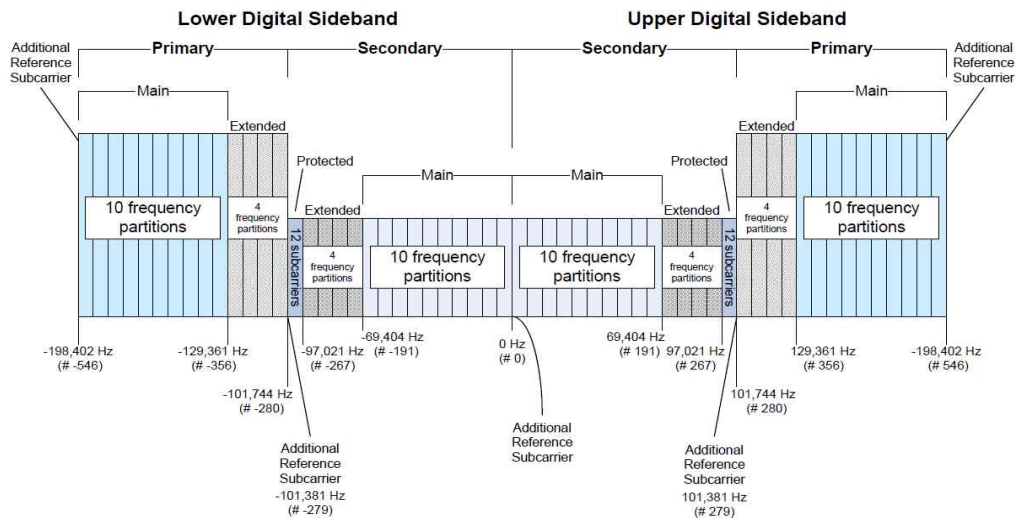 Lower Digital Sideband
Upper Digital Sideband
Additional
Reference
Subcarrier
Primary
Secondary
Secondary
Primary
Additional
Reference
Subcarrier
Main
Main
Extended
Extended
Protected
Protected
Main
Main
Extended
Extended
10 frequency
partitions
4
frequency
partitions
12 subcarriers
4
frequency
partitions
10 frequency
partitions
10 frequency
partitions
4
frequency
partitions
12 subcarriers
4
frequency
partitions
10 frequency
partitions
-198,402 Hz
(# -546)
-129,361 Hz
(# -356)
-97,021 Hz
(# -267)
-69,404 Hz
(# -191)
0 Hz
(# 0)
69,404 Hz
(# 191)
97,021 Hz
(# 267)
129,361 Hz
(# 356)
-198,402 Hz
(# 546)
-101,744 Hz
(# -280)
101,744 Hz
(# 280)
Additional
Reference
Subcarrier
-101,381 Hz
(# -279)
Additional
Reference
Subcarrier
Additional
Reference
Subcarrier
101,381 Hz
(# 279)